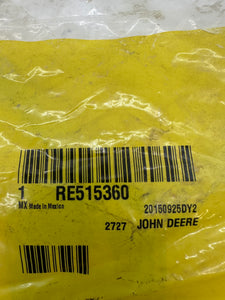 1 RE515360
MX Made in Mexico
20150925DY2
2727 JOHN DEERE